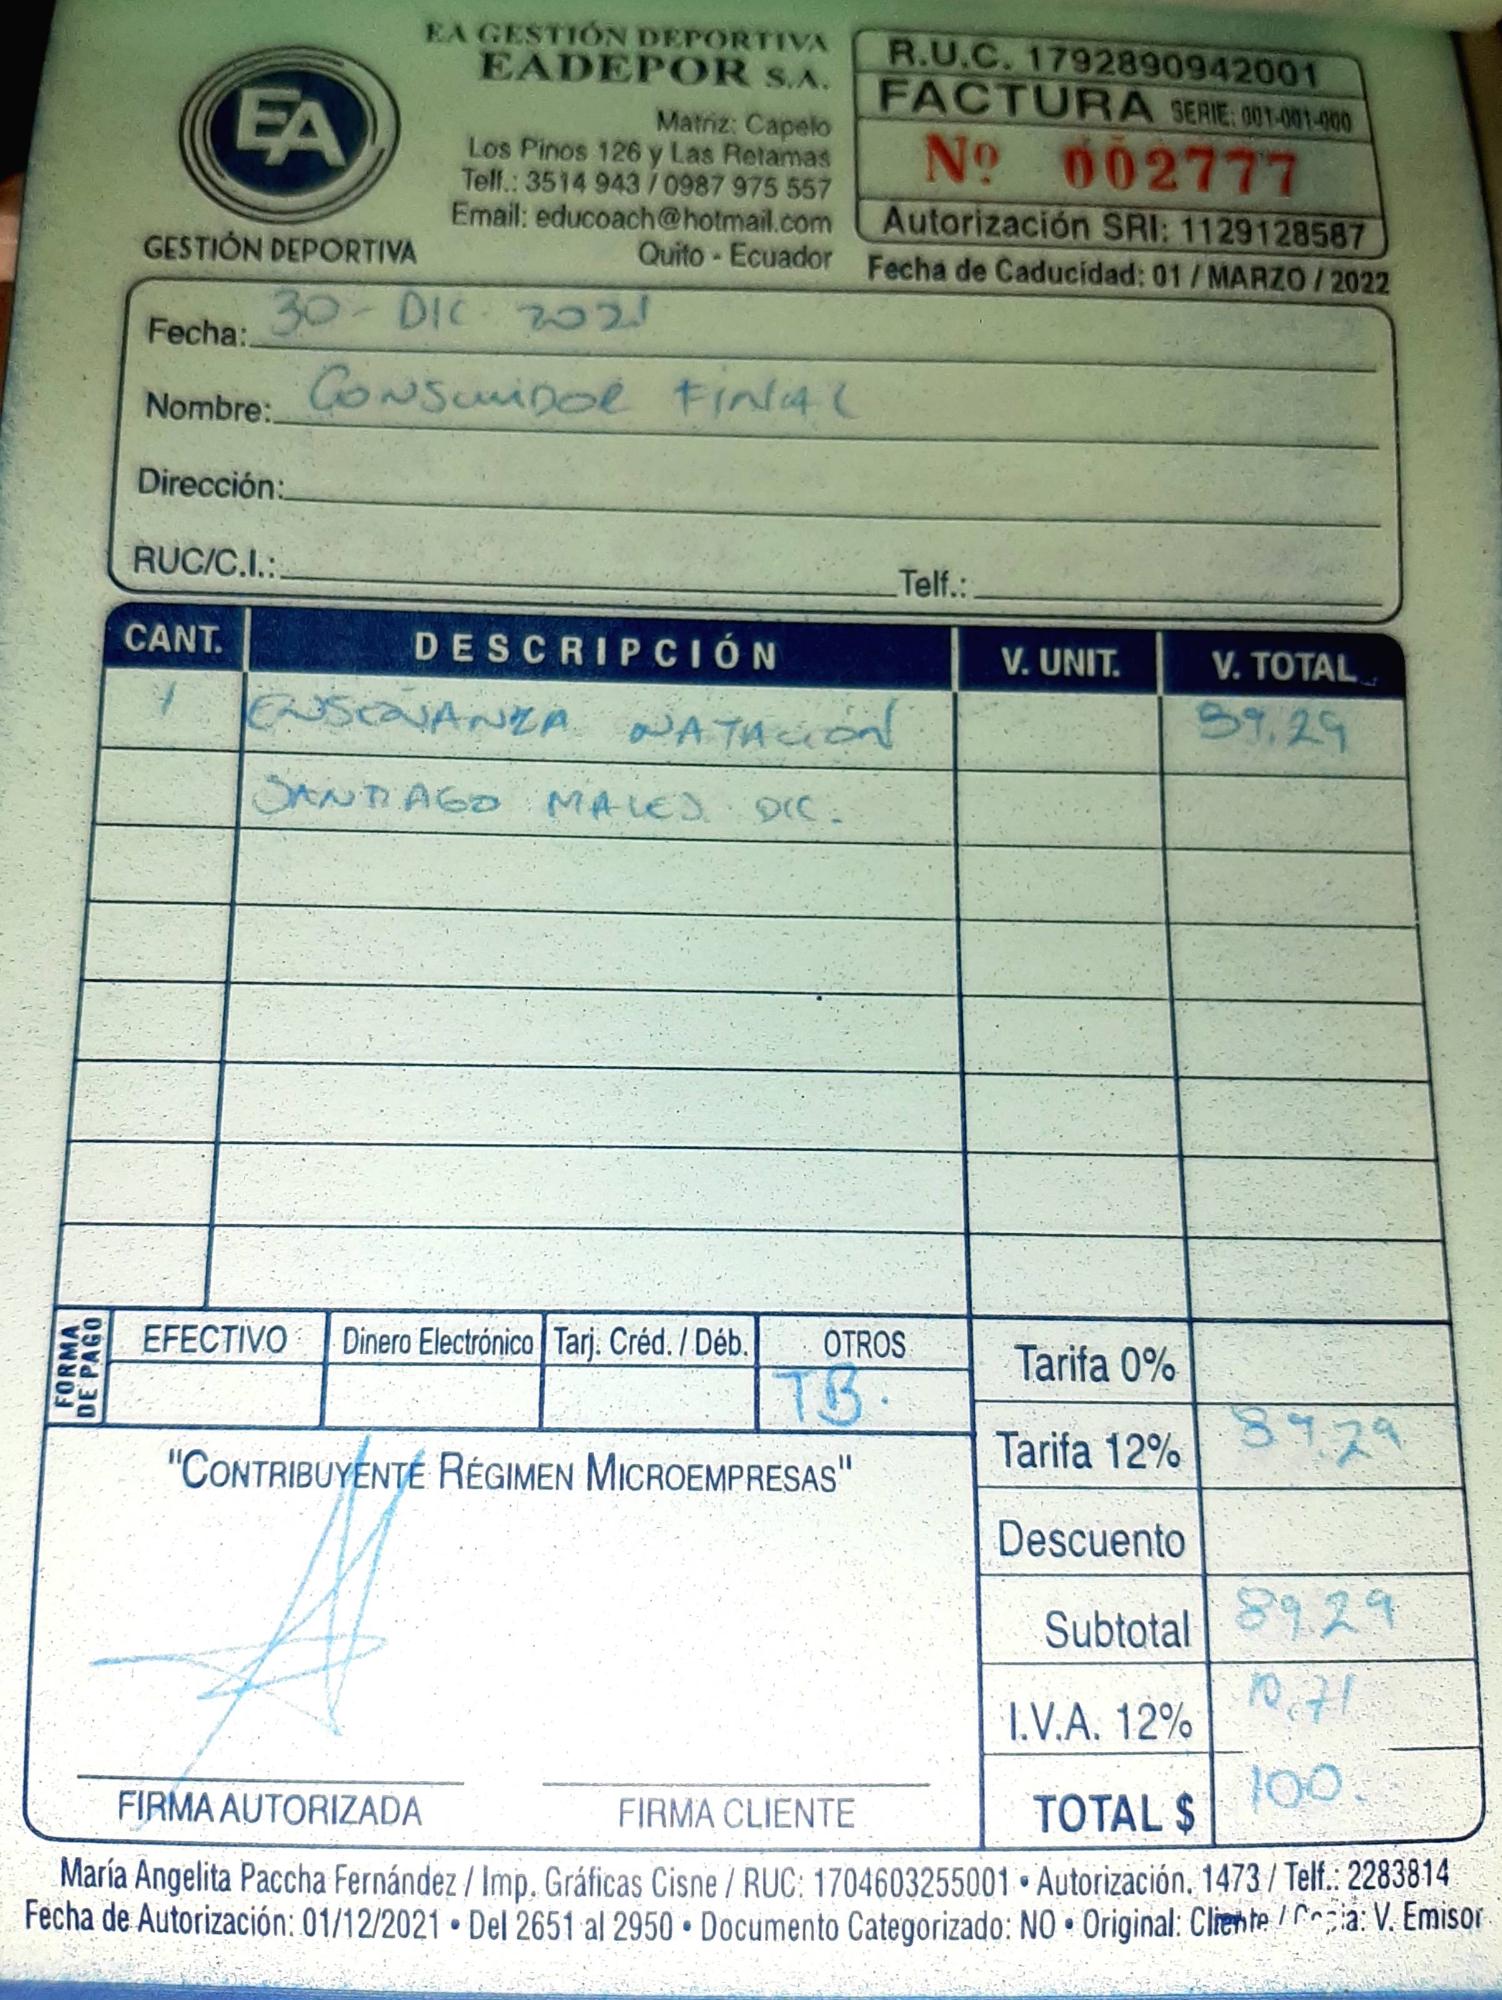 EA GESTIÓN DEPORTIVA
EADEPOR S.A.
EA
GESTIÓN DEPORTIVA
Matriz: Capelo
Los Pinos 126 y Las Retamas
Telf.: 3514 943 / 0987 975 557
Email: educoach@hotmail.com
Quito - Ecuador
R.U.C. 1792890942001
FACTURA SERIE: 001-001-000
Nº 002777
Autorización SRI: 1129128587
Fecha de Caducidad: 01 / MARZO / 2022
Fecha: 30 - DIC. 2021
Nombre: CONSUMIDOR FINAL
Dirección:
RUC/C.I.: Telf.:
CANT. DESCRIPCIÓN V. UNIT. V. TOTAL
1 ENSEÑANZA NATACIÓN 89.29
SANTIAGO MALES DIC.
FORMA DE PAGO
EFECTIVO Dinero Electrónico Tarj. Créd. / Déb. OTROS
TB.
Tarifa 0%
Tarifa 12% 89.29
Descuento
Subtotal 89.29
I.V.A. 12% 10.71
TOTAL $ 100.
"CONTRIBUYENTE RÉGIMEN MICROEMPRESAS"
FIRMA AUTORIZADA FIRMA CLIENTE
María Angelita Paccha Fernández / Imp. Gráficas Cisne / RUC: 1704603255001 • Autorización. 1473 / Telf.: 2283814
Fecha de Autorización: 01/12/2021 • Del 2651 al 2950 • Documento Categorizado: NO • Original: Cliente / Copia: V. Emisor